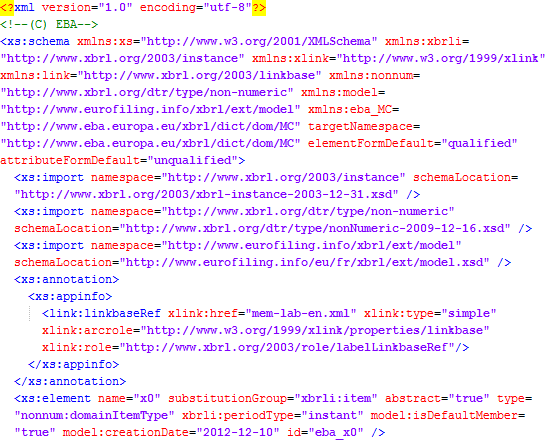 <?xml version="1.0" encoding="utf-8"?>
<!--(C) EBA-->
<xs:schema xmlns:xs="http://www.w3.org/2001/XMLSchema" xmlns:xbrli=
"http://www.xbrl.org/2003/instance" xmlns:xlink="http://www.w3.org/1999/xlink"
xmlns:link="http://www.xbrl.org/2003/linkbase" xmlns:nonnum=
"http://www.xbrl.org/dtr/type/non-numeric" xmlns:model=
"http://www.eurofiling.info/xbrl/ext/model" xmlns:eba_MC=
"http://www.eba.europa.eu/xbrl/dict/dom/MC" targetNamespace=
"http://www.eba.europa.eu/xbrl/dict/dom/MC" elementFormDefault="qualified"
attributeFormDefault="unqualified">
<xs:import namespace="http://www.xbrl.org/2003/instance" schemaLocation=
"http://www.xbrl.org/2003/xbrl-instance-2003-12-31.xsd" />
<xs:import namespace="http://www.xbrl.org/dtr/type/non-numeric"
schemaLocation="http://www.xbrl.org/dtr/type/nonNumeric-2009-12-16.xsd" />
<xs:import namespace="http://www.eurofiling.info/xbrl/ext/model"
schemaLocation="http://www.eurofiling.info/eu/fr/xbrl/ext/model.xsd" />
<xs:annotation>
<xs:appinfo>
<link:linkbaseRef xlink:href="mem-lab-en.xml" xlink:type="simple"
xlink:arcrole="http://www.w3.org/1999/xlink/properties/linkbase"
xlink:role="http://www.xbrl.org/2003/role/labelLinkbaseRef"/>
</xs:appinfo>
</xs:annotation>
<xs:element name="x0" substitutionGroup="xbrli:item" abstract="true" type=
"nonnum:domainItemType" xbrli:periodType="instant" model:isDefaultMember=
"true" model:creationDate="2012-12-10" id="eba_x0" />